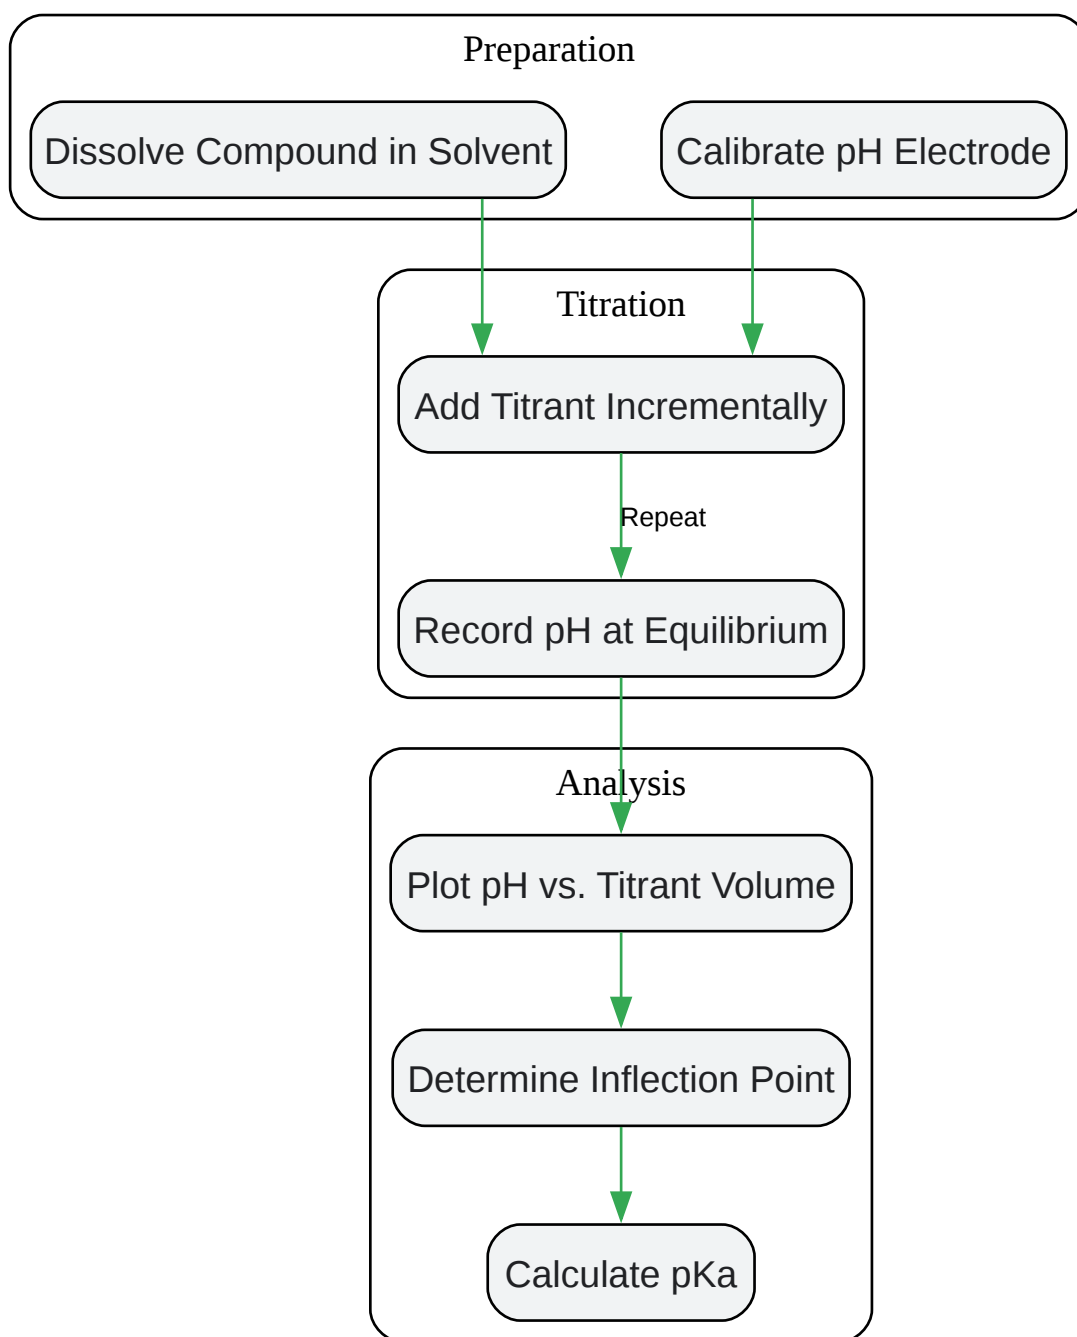 Preparation
Dissolve Compound in Solvent
Calibrate pH Electrode
Titration
Add Titrant Incrementally
Repeat
Record pH at Equilibrium
Analysis
Plot pH vs. Titrant Volume
Determine Inflection Point
Calculate pKa